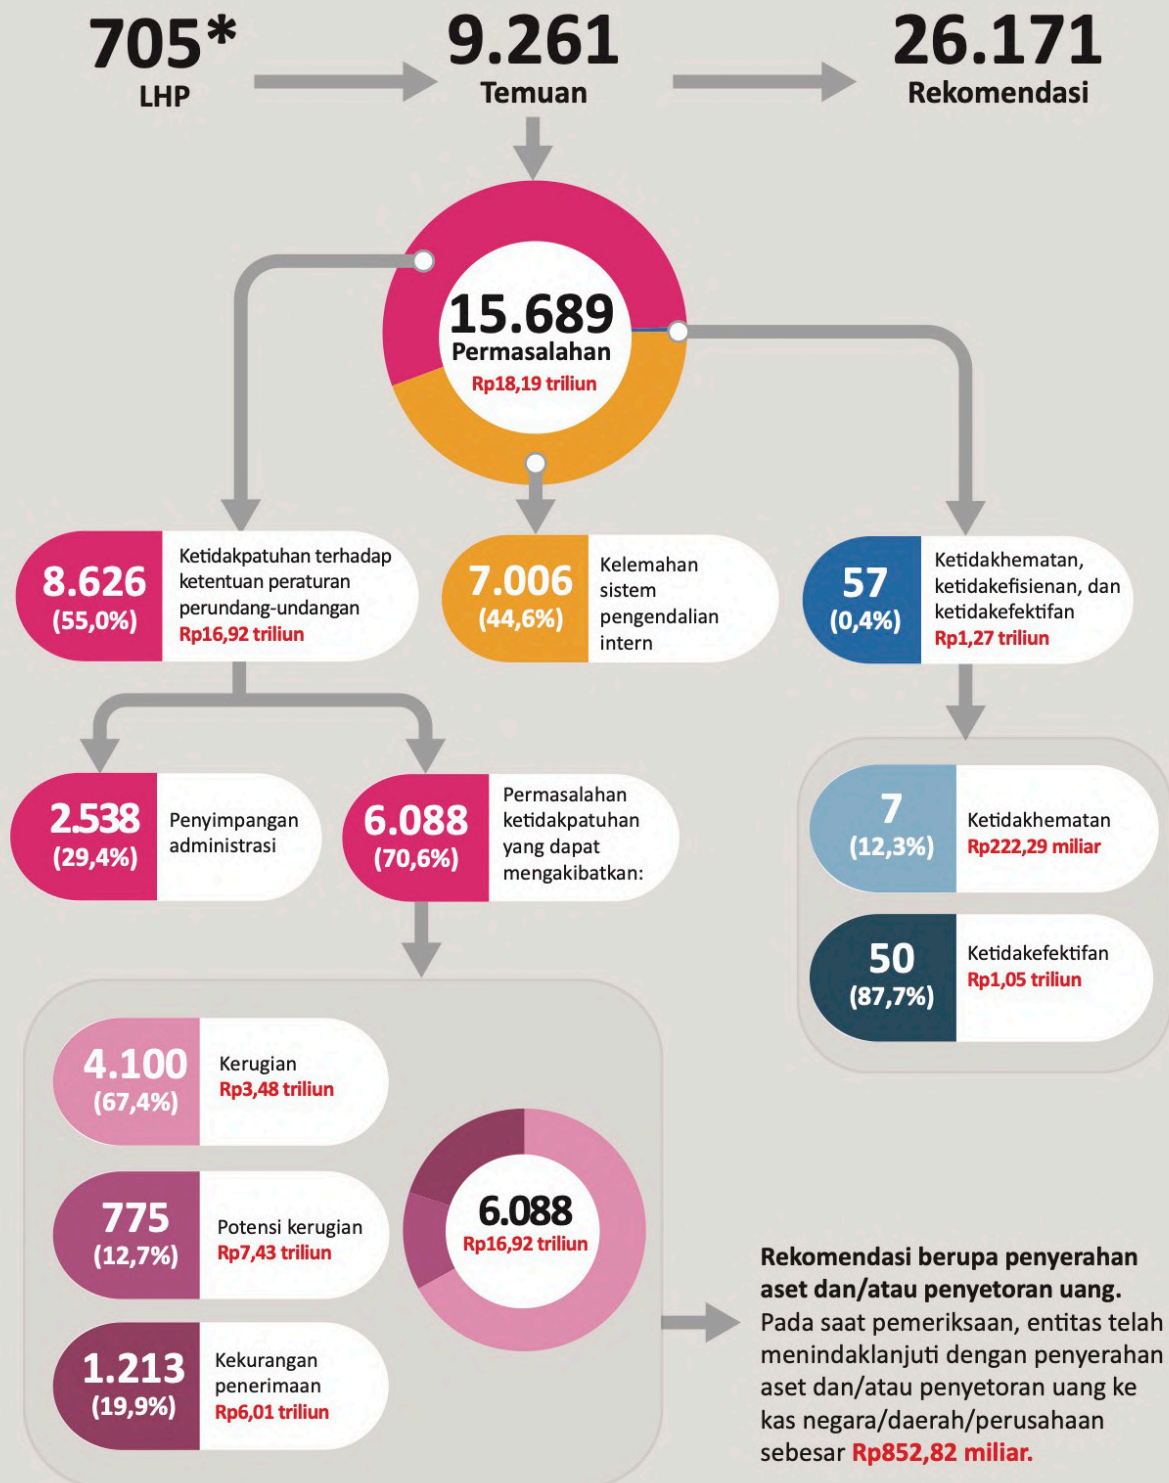 705*
LHP
9.261
Temuan
26.171
Rekomendasi
15.689
Permasalahan
Rp18,19 triliun
8.626
(55,0%)
Ketidakpatuhan terhadap
ketentuan peraturan
perundang-undangan
Rp16,92 triliun
7.006
(44,6%)
Kelemahan
sistem
pengendalian
intern
57
(0,4%)
Ketidakhematan,
ketidakefisienan, dan
ketidakefektifan
Rp1,27 triliun
2.538
(29,4%)
Penyimpangan
administrasi
6.088
(70,6%)
Permasalahan
ketidakpatuhan
yang dapat
mengakibatkan:
7
(12,3%)
Ketidakhematan
Rp222,29 miliar
50
(87,7%)
Ketidakefektifan
Rp1,05 triliun
4.100
(67,4%)
Kerugian
Rp3,48 triliun
775
(12,7%)
Potensi kerugian
Rp7,43 triliun
1.213
(19,9%)
Kekurangan
penerimaan
Rp6,01 triliun
6.088
Rp16,92 triliun
Rekomendasi berupa penyerahan
aset dan/atau penyetoran uang.
Pada saat pemeriksaan, entitas telah
menindaklanjuti dengan penyerahan
aset dan/atau penyetoran uang ke
kas negara/daerah/perusahaan
sebesar Rp852,82 miliar.